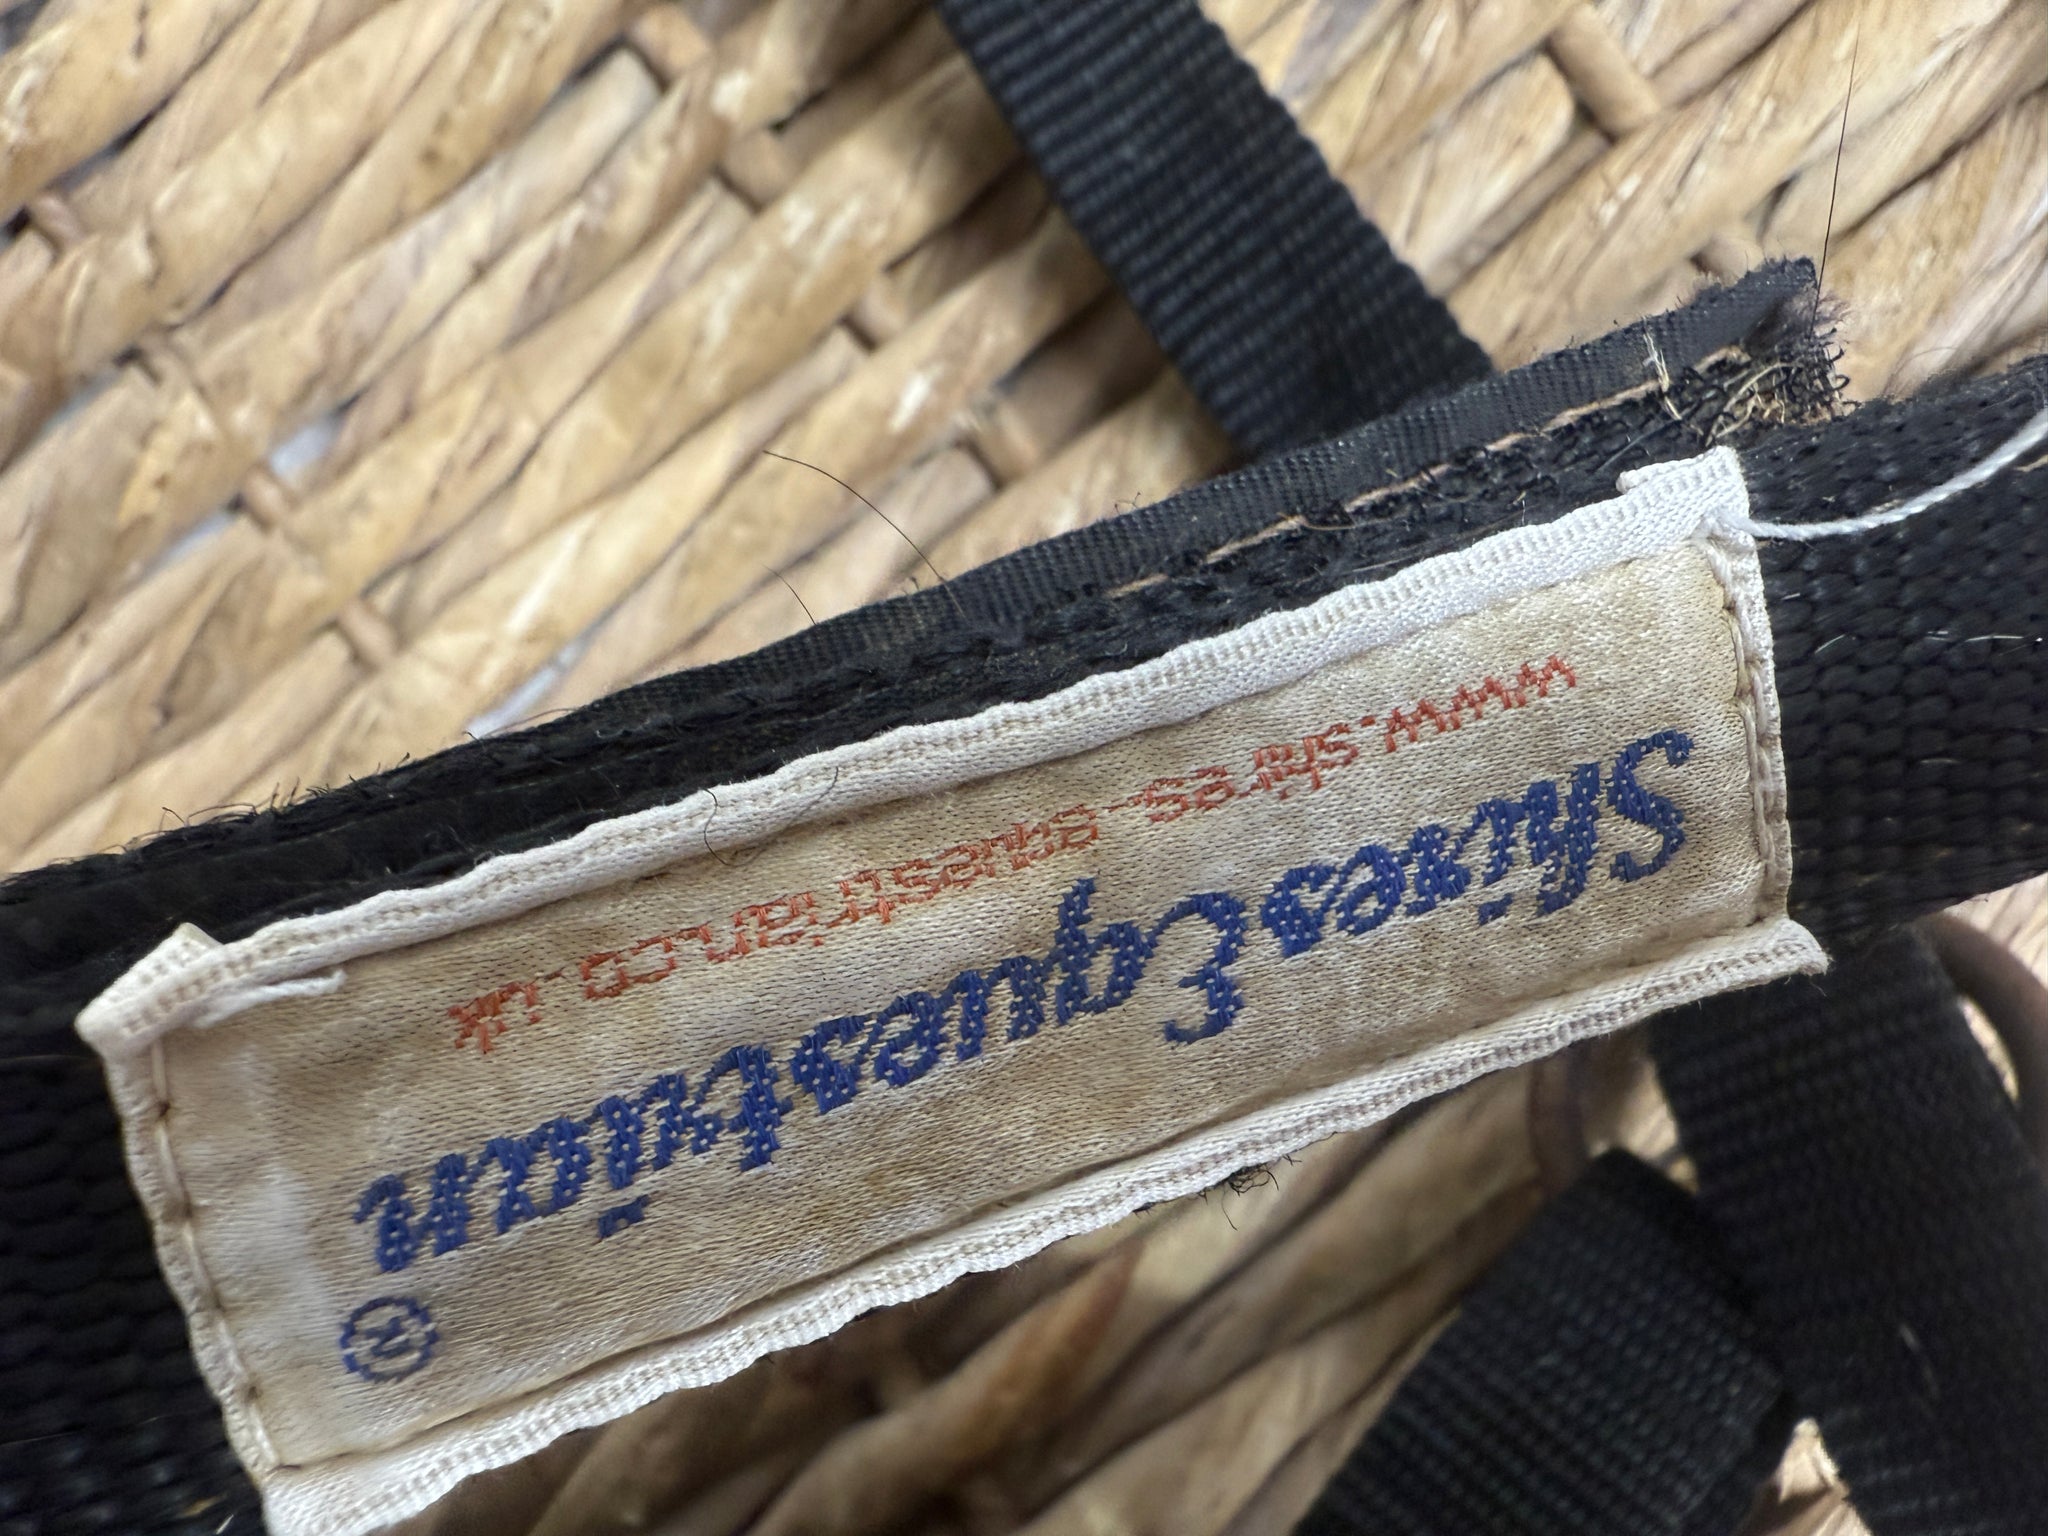 Shires Equestrian ®
www.shires-equestrian.co.uk